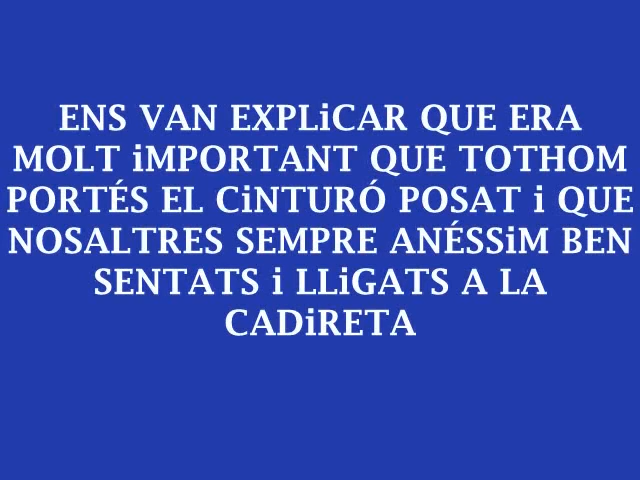 ENS VAN EXPLiCAR QUE ERA
MOLT iMPORTANT QUE TOTHOM
PORTÉS EL CiNTURÓ POSAT i QUE
NOSALTRES SEMPRE ANÉSSiM BEN
SENTATS i LLiGATS A LA
CADiRETA